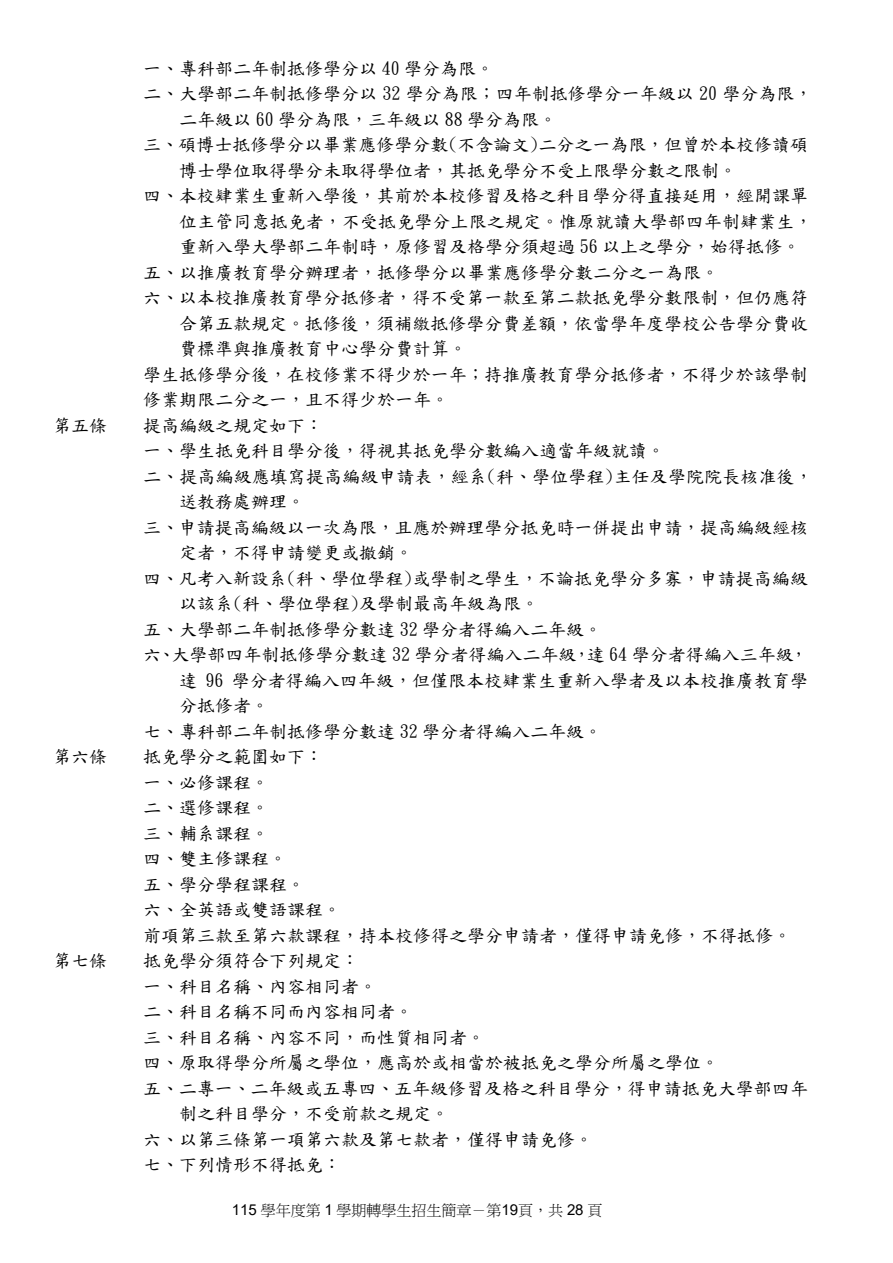 一、專科部二年制抵修學分以 40 學分為限。
二、大學部二年制抵修學分以 32 學分為限；四年制抵修學分一年級以 20 學分為限，
二年級以 60 學分為限，三年級以 88 學分為限。
三、碩博士抵修學分以畢業應修學分數(不含論文)二分之一為限，但曾於本校修讀碩
博士學位取得學分未取得學位者，其抵免學分不受上限學分數之限制。
四、本校肄業生重新入學後，其前於本校修習及格之科目學分得直接延用，經開課單
位主管同意抵免者，不受抵免學分上限之規定。惟原就讀大學部四年制肄業生，
重新入學大學部二年制時，原修習及格學分須超過 56 以上之學分，始得抵修。
五、以推廣教育學分辦理者，抵修學分以畢業應修學分數二分之一為限。
六、以本校推廣教育學分抵修者，得不受第一款至第二款抵免學分數限制，但仍應符
合第五款規定。抵修後，須補繳抵修學分費差額，依當學年度學校公告學分費收
費標準與推廣教育中心學分費計算。
學生抵修學分後，在校修業不得少於一年；持推廣教育學分抵修者，不得少於該學制
修業期限二分之一，且不得少於一年。
第五條 提高編級之規定如下：
一、學生抵免科目學分後，得視其抵免學分數編入適當年級就讀。
二、提高編級應填寫提高編級申請表，經系(科、學位學程)主任及學院院長核准後，
送教務處辦理。
三、申請提高編級以一次為限，且應於辦理學分抵免時一併提出申請，提高編級經核
定者，不得申請變更或撤銷。
四、凡考入新設系(科、學位學程)或學制之學生，不論抵免學分多寡，申請提高編級
以該系(科、學位學程)及學制最高年級為限。
五、大學部二年制抵修學分數達 32 學分者得編入二年級。
六、大學部四年制抵修學分數達 32 學分者得編入二年級，達 64 學分者得編入三年級，
達 96 學分者得編入四年級，但僅限本校肄業生重新入學者及以本校推廣教育學
分抵修者。
七、專科部二年制抵修學分數達 32 學分者得編入二年級。
第六條 抵免學分之範圍如下：
一、必修課程。
二、選修課程。
三、輔系課程。
四、雙主修課程。
五、學分學程課程。
六、全英語或雙語課程。
前項第三款至第六款課程，持本校修得之學分申請者，僅得申請免修，不得抵修。
第七條 抵免學分須符合下列規定：
一、科目名稱、內容相同者。
二、科目名稱不同而內容相同者。
三、科目名稱、內容不同，而性質相同者。
四、原取得學分所屬之學位，應高於或相當於被抵免之學分所屬之學位。
五、二專一、二年級或五專四、五年級修習及格之科目學分，得申請抵免大學部四年
制之科目學分，不受前款之規定。
六、以第三條第一項第六款及第七款者，僅得申請免修。
七、下列情形不得抵免：
115 學年度第 1 學期轉學生招生簡章－第19頁，共 28 頁